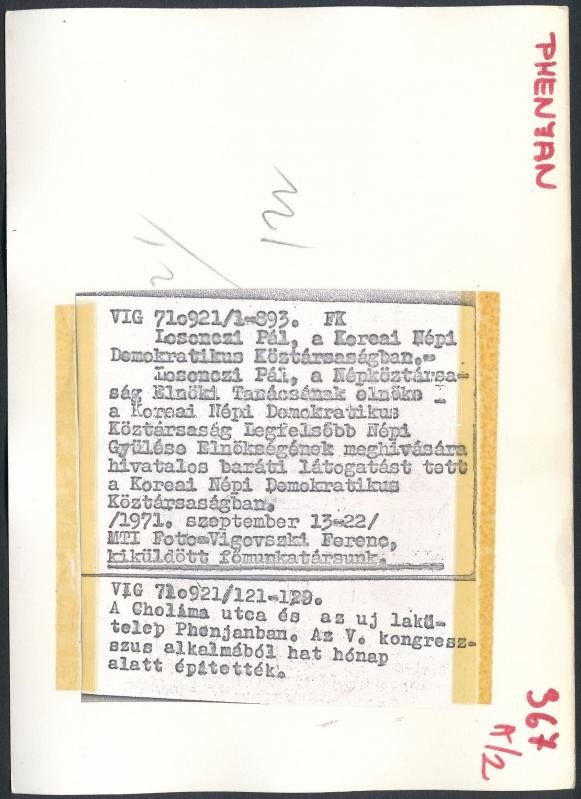 PHENJAN
VIG 71o921/1-893. FK
Losonczi Pál, a Koreai Népi
Demokratikus Köztársaságban.-
Losonczi Pál, a Népköztársa-
ság Elnöki Tanácsának elnöke
a Koreai Népi Demokratikus
Köztársaság Legfelsőbb Népi
Gyülése Elnökségének meghivására
hivatalos baráti látogatást tett
a Koreai Népi Demokratikus
Köztársaságban.
/1971. szeptember 13-22/
MTI Foto-Vigovszki Ferenc,
kiküldött főmunkatársunk.
VIG 71o921/121-129.
A Cholima utca és az uj lakó-
telep Phenjanban. Az V. kongresz-
szus alkalmából hat hónap
alatt épitették.
367